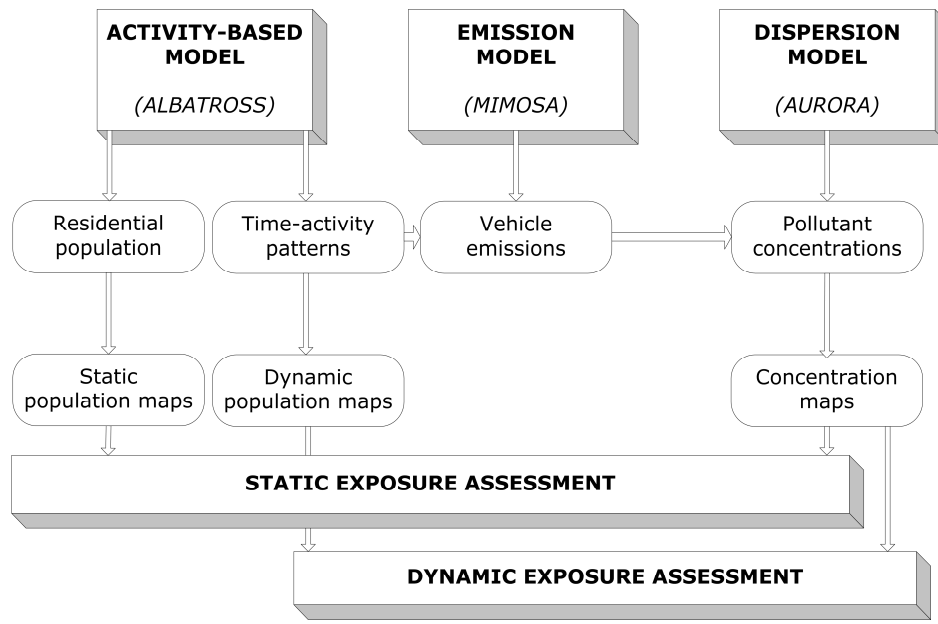 ACTIVITY-BASED
MODEL
(ALBATROSS)
EMISSION
MODEL
(MIMOSA)
DISPERSION
MODEL
(AURORA)
Residential
population
Time-activity
patterns
Vehicle
emissions
Pollutant
concentrations
Static
population maps
Dynamic
population maps
Concentration
maps
STATIC EXPOSURE ASSESSMENT
DYNAMIC EXPOSURE ASSESSMENT